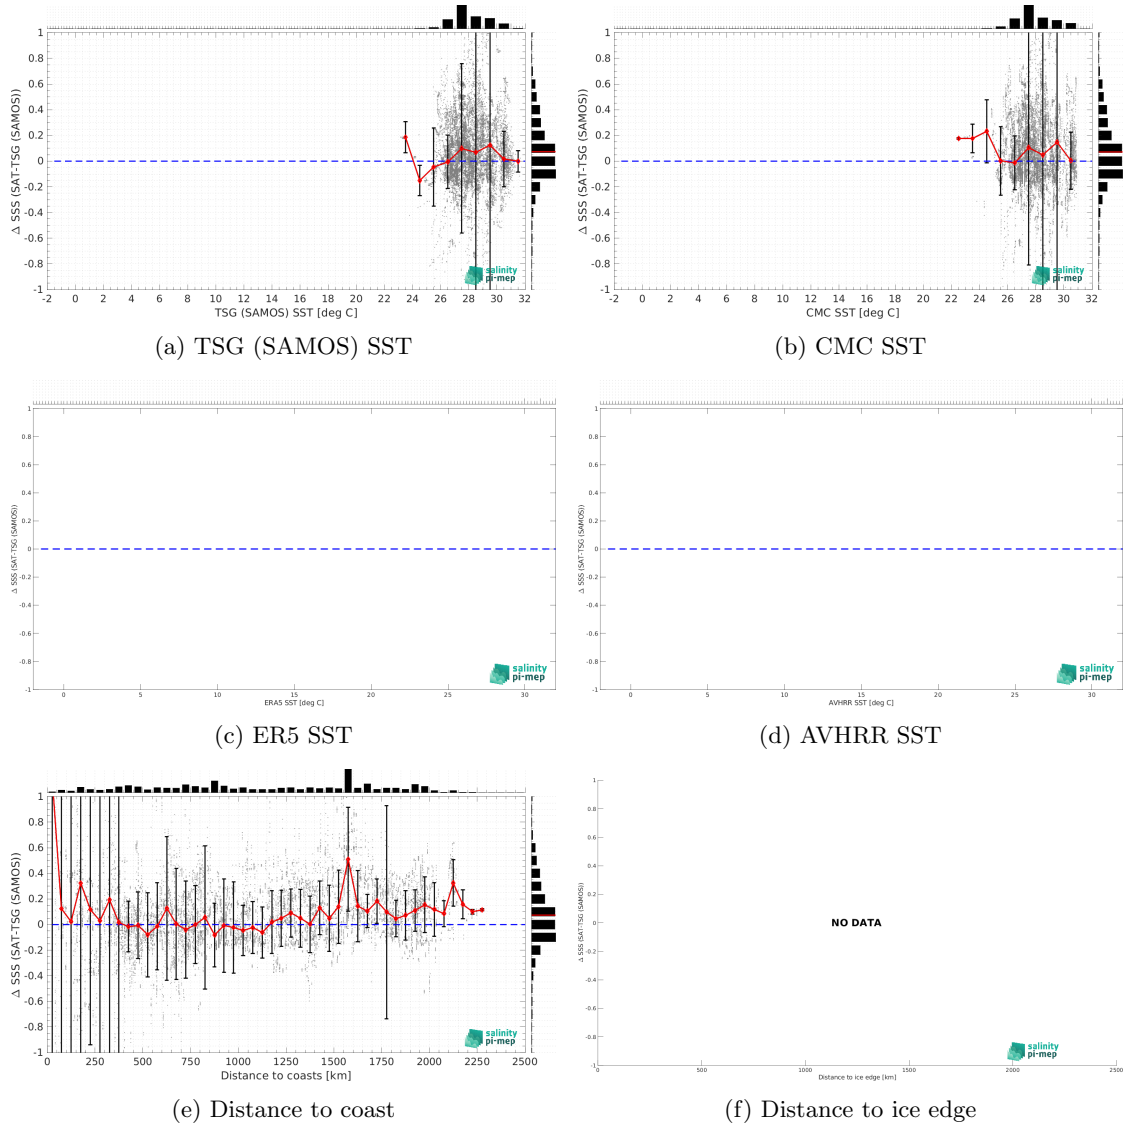 1
0.8
0.6
0.4
0.2
0
-0.2
-0.4
-0.6
-0.8
-1
Δ SSS (SAT-TSG (SAMOS))
-2 0 2 4 6 8 10 12 14 16 18 20 22 24 26 28 30 32
TSG (SAMOS) SST [deg C]
salinity
pi-mep
(a) TSG (SAMOS) SST
1
0.8
0.6
0.4
0.2
0
-0.2
-0.4
-0.6
-0.8
-1
Δ SSS (SAT-TSG (SAMOS))
-2 0 2 4 6 8 10 12 14 16 18 20 22 24 26 28 30 32
CMC SST [deg C]
salinity
pi-mep
(b) CMC SST
1
0.8
0.6
0.4
0.2
0
-0.2
-0.4
-0.6
-0.8
-1
Δ SSS (SAT-TSG (SAMOS))
0 5 10 15 20 25 30
ERA5 SST [deg C]
salinity
pi-mep
(c) ER5 SST
1
0.8
0.6
0.4
0.2
0
-0.2
-0.4
-0.6
-0.8
-1
Δ SSS (SAT-TSG (SAMOS))
0 5 10 15 20 25 30
AVHRR SST [deg C]
salinity
pi-mep
(d) AVHRR SST
1
0.8
0.6
0.4
0.2
0
-0.2
-0.4
-0.6
-0.8
-1
Δ SSS (SAT-TSG (SAMOS))
0 250 500 750 1000 1250 1500 1750 2000 2250 2500
Distance to coasts [km]
salinity
pi-mep
(e) Distance to coast
1
0.8
0.6
0.4
0.2
0
-0.2
-0.4
-0.6
-0.8
-1
Δ SSS (SAT-TSG (SAMOS))
NO DATA
0 500 1000 1500 2000 2500
Distance to ice edge [km]
salinity
pi-mep
(f) Distance to ice edge